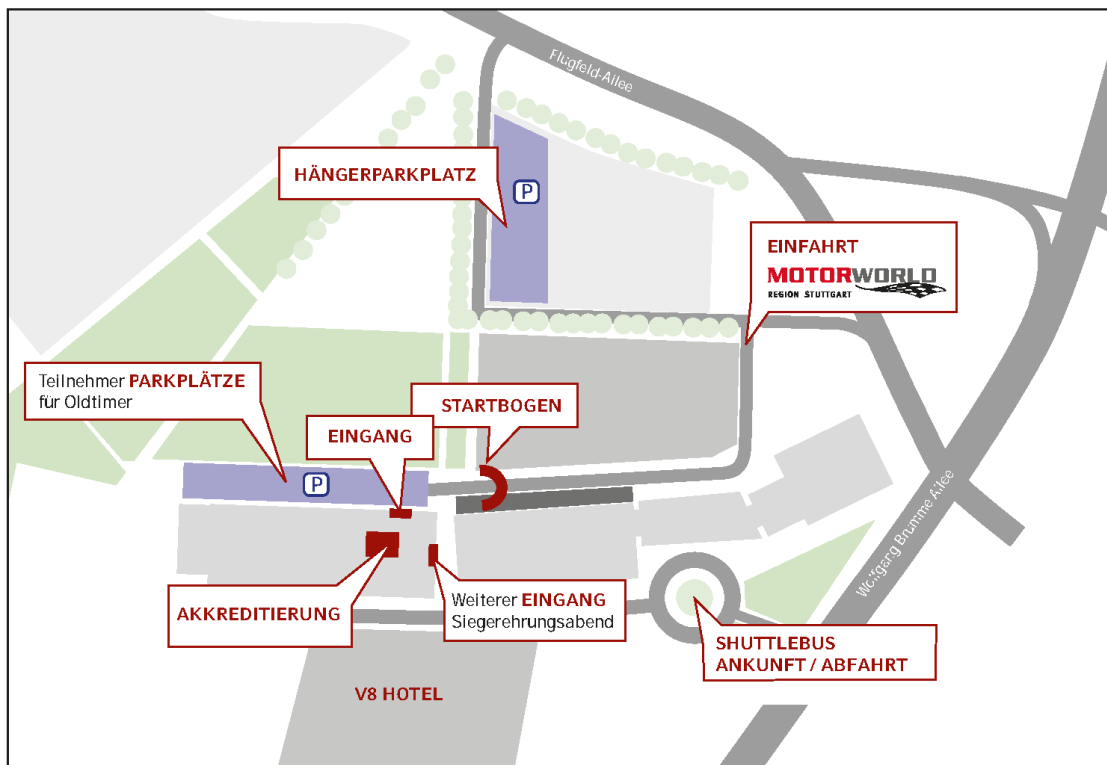 Flugfeld-Allee
HÄNGERPARKPLATZ
P
EINFAHRT
MOTORWORLD
REGION STUTTGART
Teilnehmer PARKPLÄTZE
für Oldtimer
STARTBOGEN
EINGANG
P
Wolfgang Brumme Allee
AKKREDITIERUNG
Weiterer EINGANG
Siegerehrungsabend
SHUTTLEBUS
ANKUNFT / ABFAHRT
V8 HOTEL